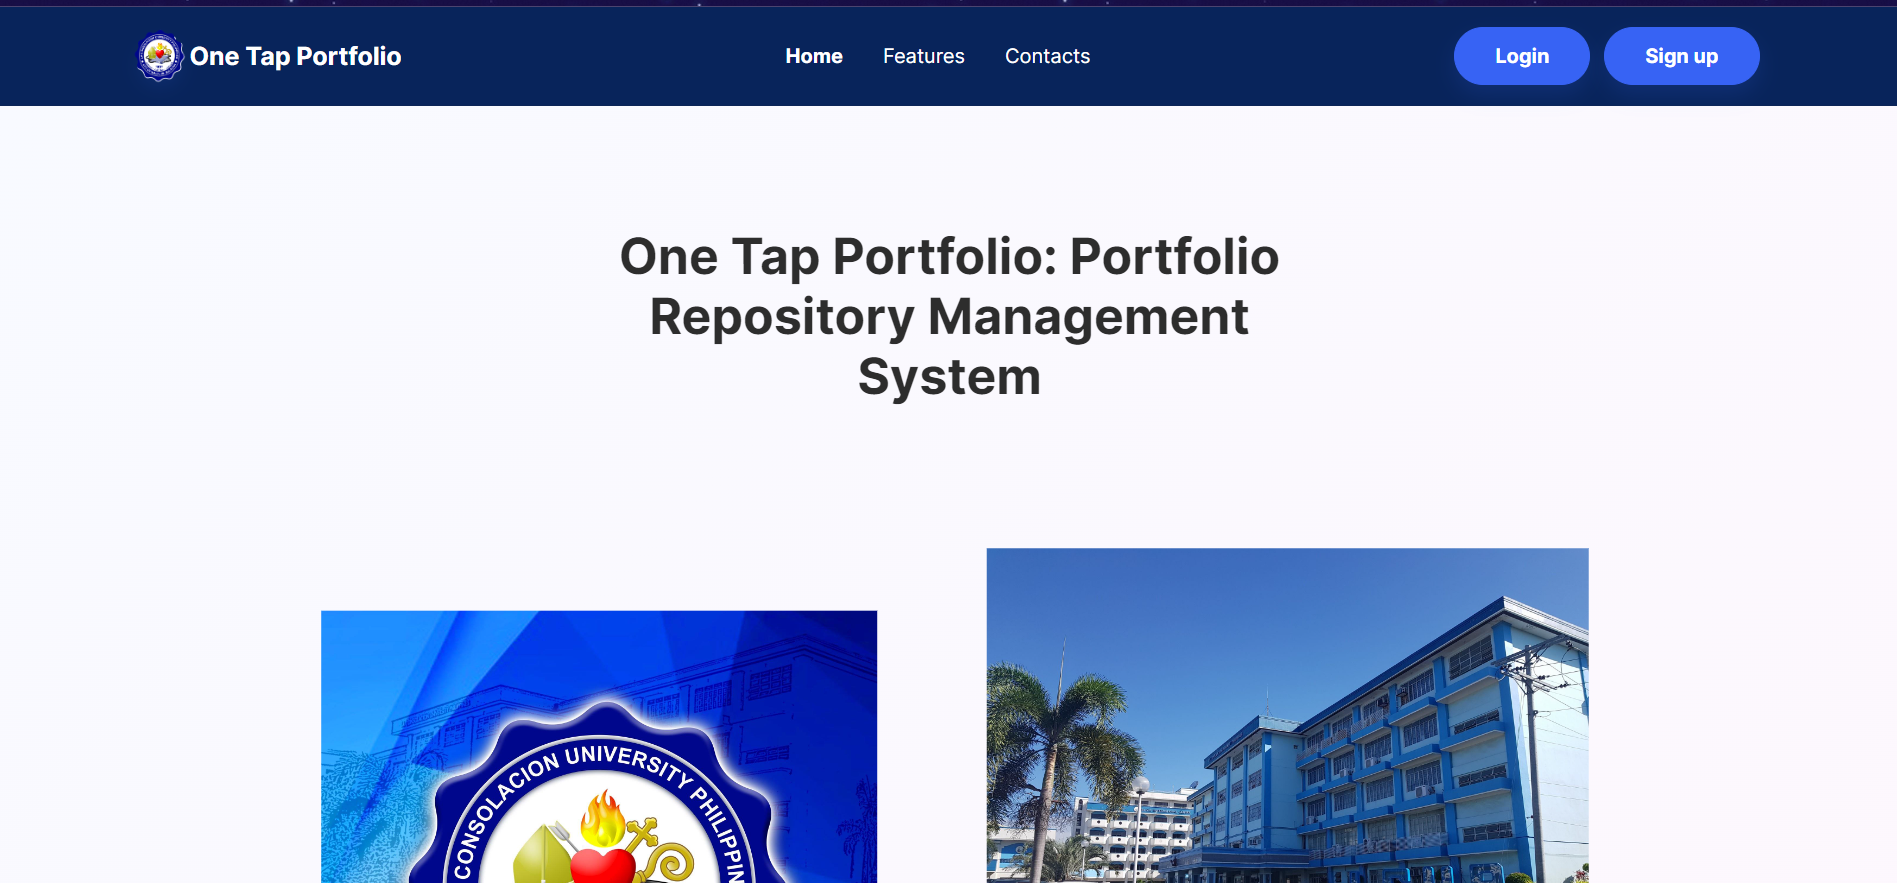 One Tap Portfolio
Home
Features
Contacts
Login
Sign up
One Tap Portfolio: Portfolio
Repository Management
System
CONSOLACION UNIVERSITY PHILIPPIN